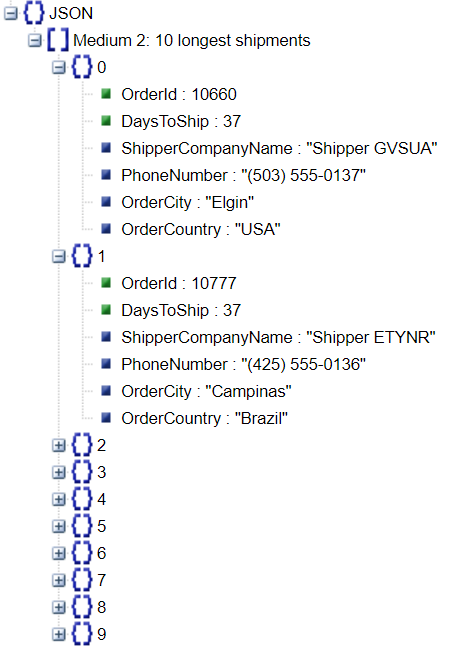 JSON
Medium 2: 10 longest shipments
0
OrderId : 10660
DaysToShip : 37
ShipperCompanyName : "Shipper GVSUA"
PhoneNumber : "(503) 555-0137"
OrderCity : "Elgin"
OrderCountry : "USA"
1
OrderId : 10777
DaysToShip : 37
ShipperCompanyName : "Shipper ETYNR"
PhoneNumber : "(425) 555-0136"
OrderCity : "Campinas"
OrderCountry : "Brazil"
2
3
4
5
6
7
8
9